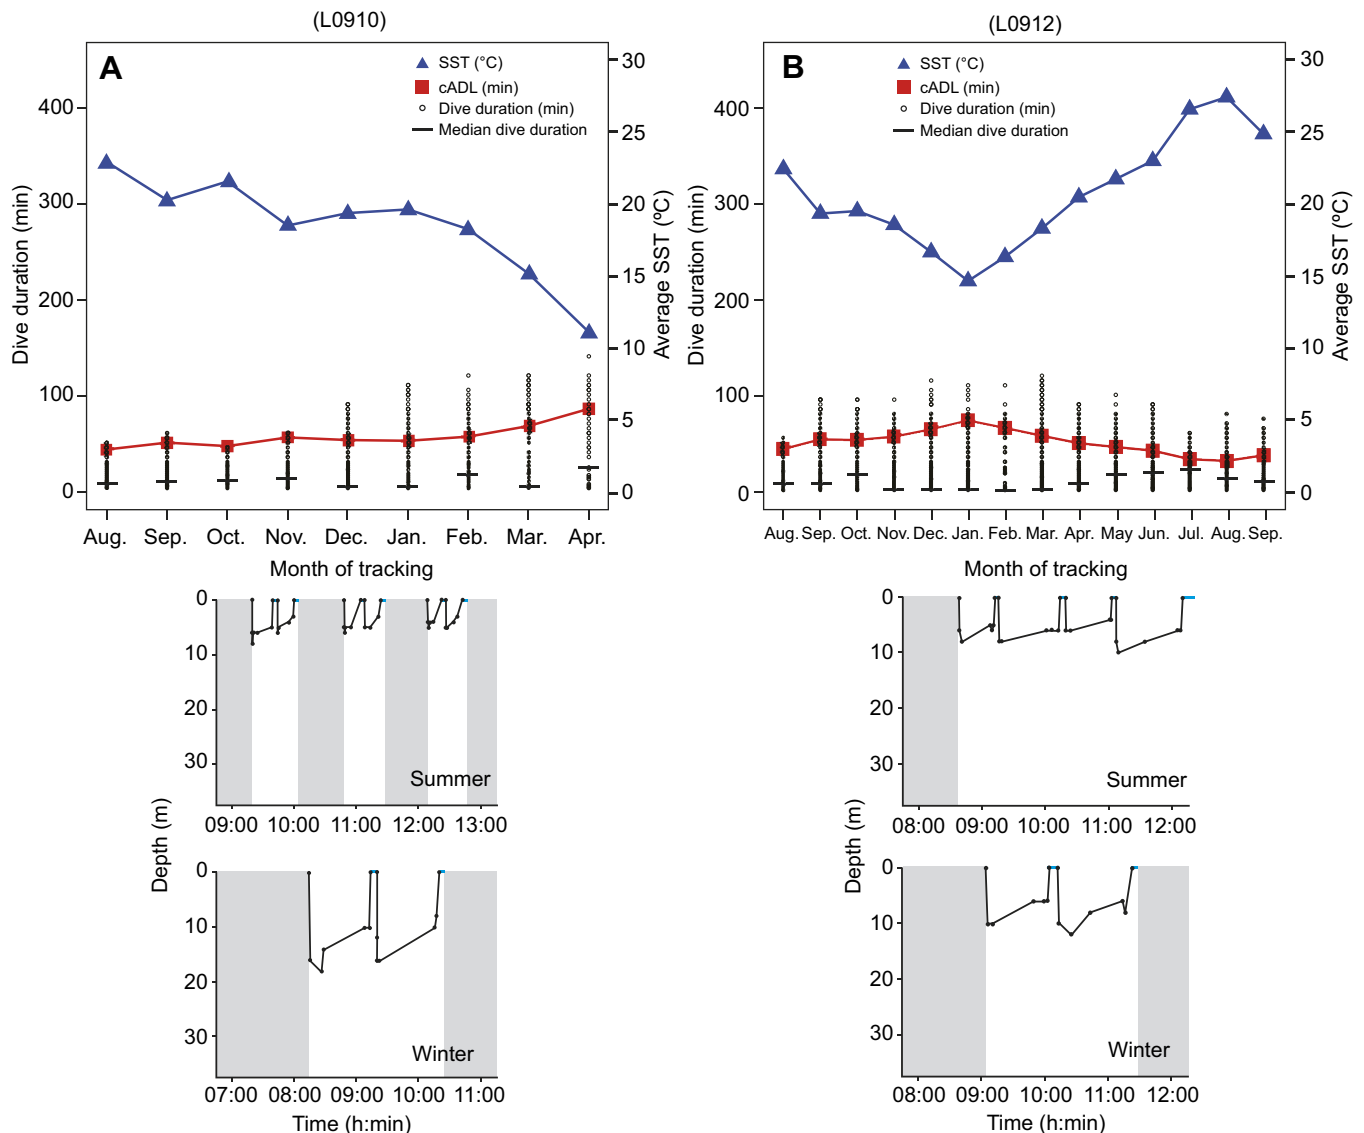 (L0910)
A
SST (°C)
cADL (min)
Dive duration (min)
Median dive duration
Dive duration (min)
400
300
200
100
0
Average SST (ºC)
30
25
20
15
10
5
0
Aug. Sep. Oct. Nov. Dec. Jan. Feb. Mar. Apr.
Month of tracking
(L0912)
B
SST (°C)
cADL (min)
Dive duration (min)
Median dive duration
Dive duration (min)
400
300
200
100
0
Average SST (ºC)
30
25
20
15
10
5
0
Aug. Sep. Oct. Nov. Dec. Jan. Feb. Mar. Apr. May Jun. Jul. Aug. Sep.
Month of tracking
Depth (m)
0
10
20
30
Summer
09:00 10:00 11:00 12:00 13:00
0
10
20
30
Winter
07:00 08:00 09:00 10:00 11:00
Time (h:min)
Depth (m)
0
10
20
30
Summer
08:00 09:00 10:00 11:00 12:00
0
10
20
30
Winter
08:00 09:00 10:00 11:00 12:00
Time (h:min)